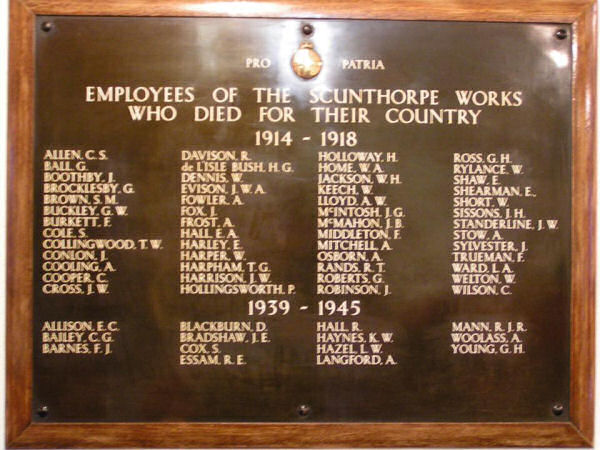 PRO PATRIA
EMPLOYEES OF THE SCUNTHORPE WORKS
WHO DIED FOR THEIR COUNTRY
1914 - 1918
ALLEN, C. S.
BALL, G.
BOOTHBY, J.
BROCKLESBY, G.
BROWN, S. M.
BUCKLEY, G. W.
BURKETT, F.
COLE, S.
COLLINGWOOD, T. W.
CONLON, J.
COOLING, A.
COOPER, C.
CROSS, J. W.
DAVISON, R.
de L'ISLE BUSH, H. G.
DENNIS, W.
EVISON, J. W. A.
FOWLER, A.
FOX, J.
FROST, A.
HALL, E. A.
HARLEY, E.
HARPER, W.
HARPHAM, T. G.
HARRISON, J. W.
HOLLINGSWORTH, P.
HOLLOWAY, H.
HOME, W. A.
JACKSON, W. H.
KEECH, W.
LLOYD, A. W.
McINTOSH, J. G.
McMAHON, J. B.
MIDDLETON, F.
MITCHELL, A.
OSBORN, A.
RANDS, R. T.
ROBERTS, G.
ROBINSON, J.
ROSS, G. H.
RYLANCE, W.
SHAW, E.
SHEARMAN, E.
SHORT, W.
SISSONS, J. H.
STANDERLINE, J. W.
STOW, A.
SYLVESTER, J.
TRUEMAN, F.
WARD, L. A.
WELTON, W.
WILSON, C.
1939 - 1945
ALLISON, E. C.
BAILEY, C. G.
BARNES, F. J.
BLACKBURN, D.
BRADSHAW, J. E.
COX, S.
ESSAM, R. E.
HALL, R.
HAYNES, K. W.
HAZEL, L. W.
LANGFORD, A.
MANN, R. J. R.
WOOLASS, A.
YOUNG, G. H.